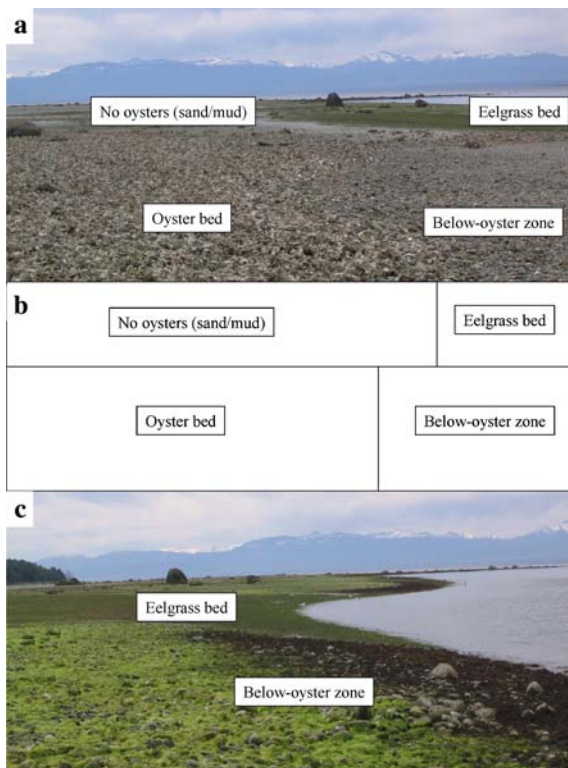 a
No oysters (sand/mud)
Eelgrass bed
Oyster bed
Below-oyster zone
b
No oysters (sand/mud)
Eelgrass bed
Oyster bed
Below-oyster zone
c
Eelgrass bed
Below-oyster zone